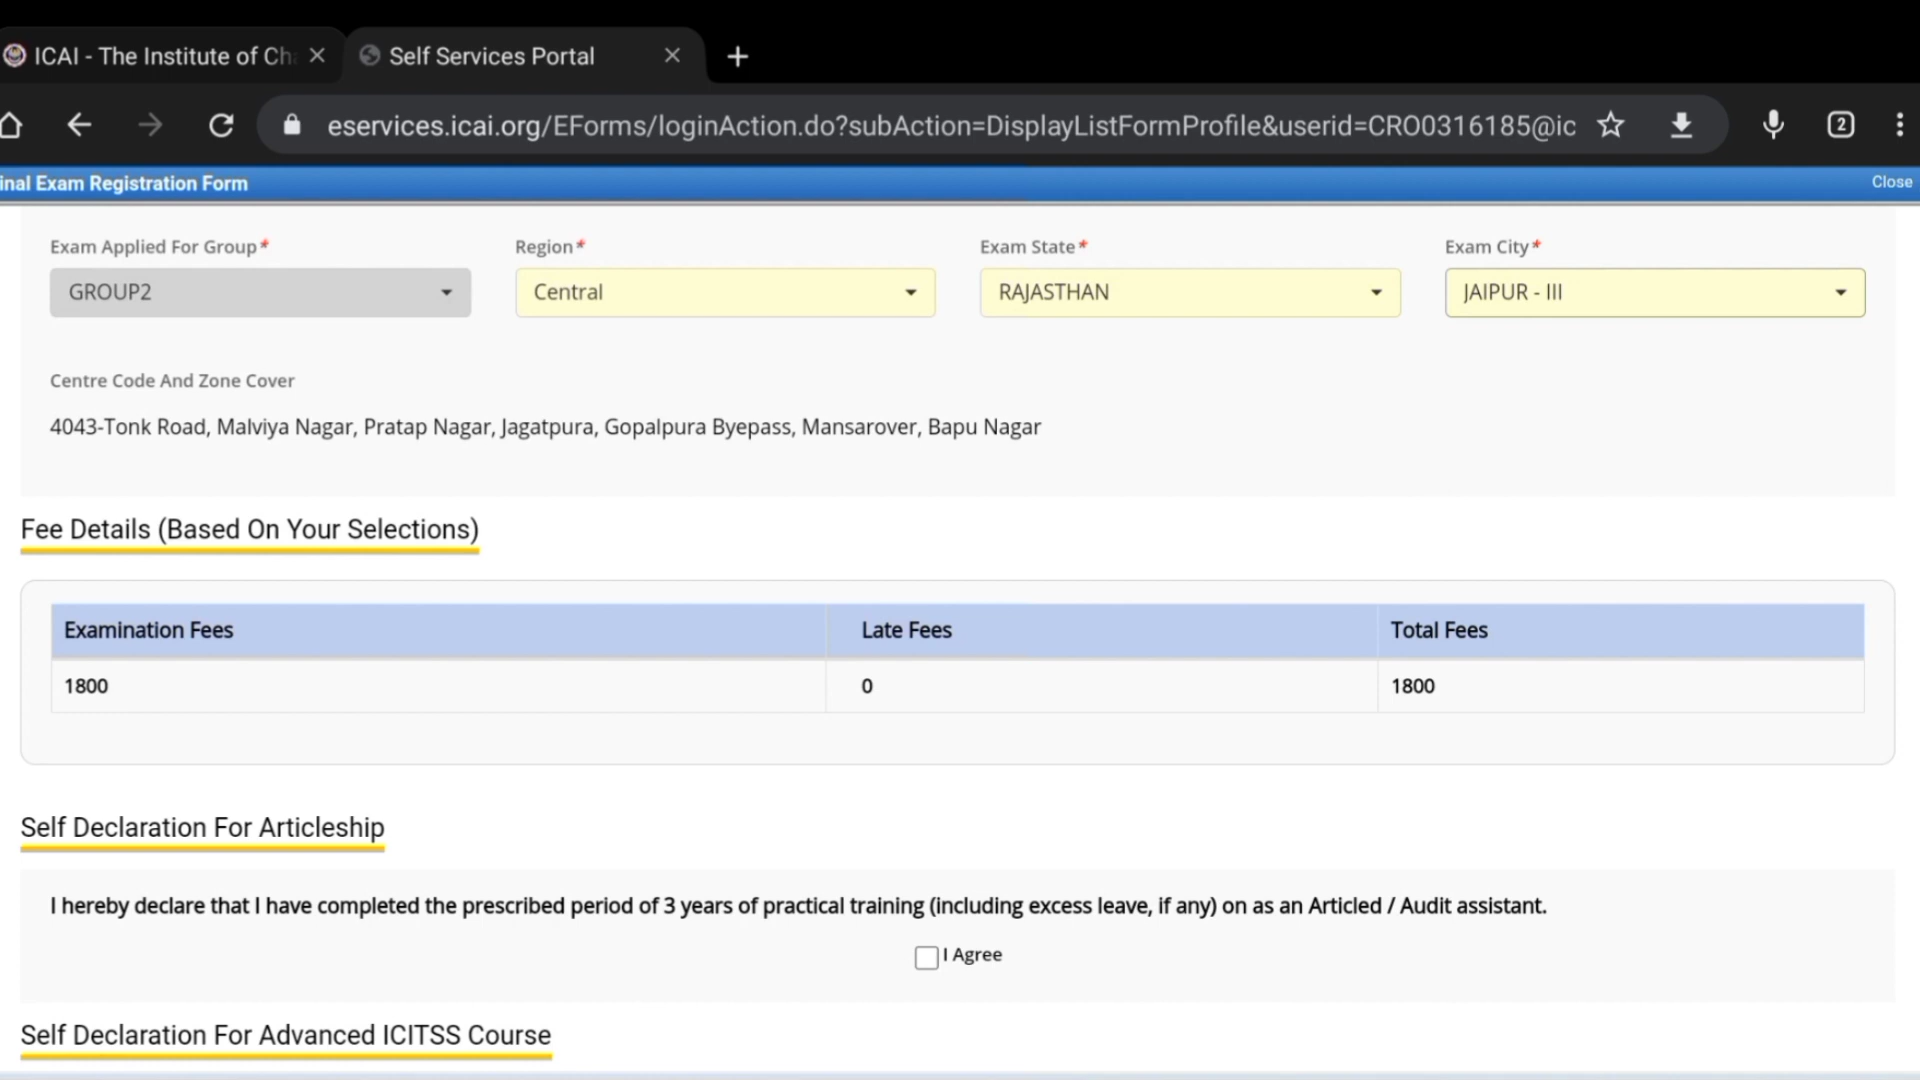 ICAI - The Institute of Ch
Self Services Portal
eservices.icai.org/EForms/loginAction.do?subAction=DisplayListFormProfile&userid=CRO0316185@ic
2
inal Exam Registration Form
Close
Exam Applied For Group* Region* Exam State* Exam City*
GROUP2 Central RAJASTHAN JAIPUR - III
Centre Code And Zone Cover
4043-Tonk Road, Malviya Nagar, Pratap Nagar, Jagatpura, Gopalpura Byepass, Mansarover, Bapu Nagar
Fee Details (Based On Your Selections)
Examination Fees Late Fees Total Fees
1800 0 1800
Self Declaration For Articleship
I hereby declare that I have completed the prescribed period of 3 years of practical training (including excess leave, if any) on as an Articled / Audit assistant.
I Agree
Self Declaration For Advanced ICITSS Course